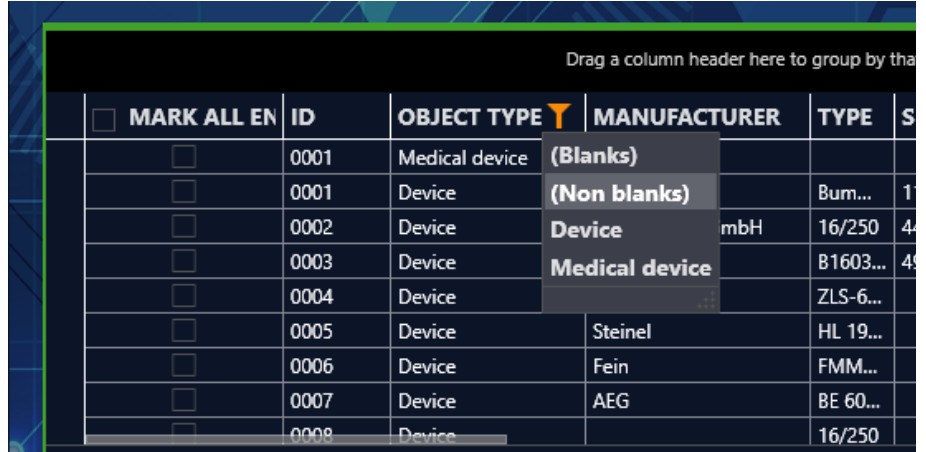 Drag a column header here to group by tha
MARK ALL EN ID OBJECT TYPE MANUFACTURER TYPE S
0001 Medical device (Blanks)
0001 Device (Non blanks) Bum... 11
0002 Device Device mbH 16/250 44
0003 Device Medical device B1603... 49
0004 Device ZLS-6...
0005 Device Steinel HL 19...
0006 Device Fein FMM...
0007 Device AEG BE 60...
0008 Device 16/250